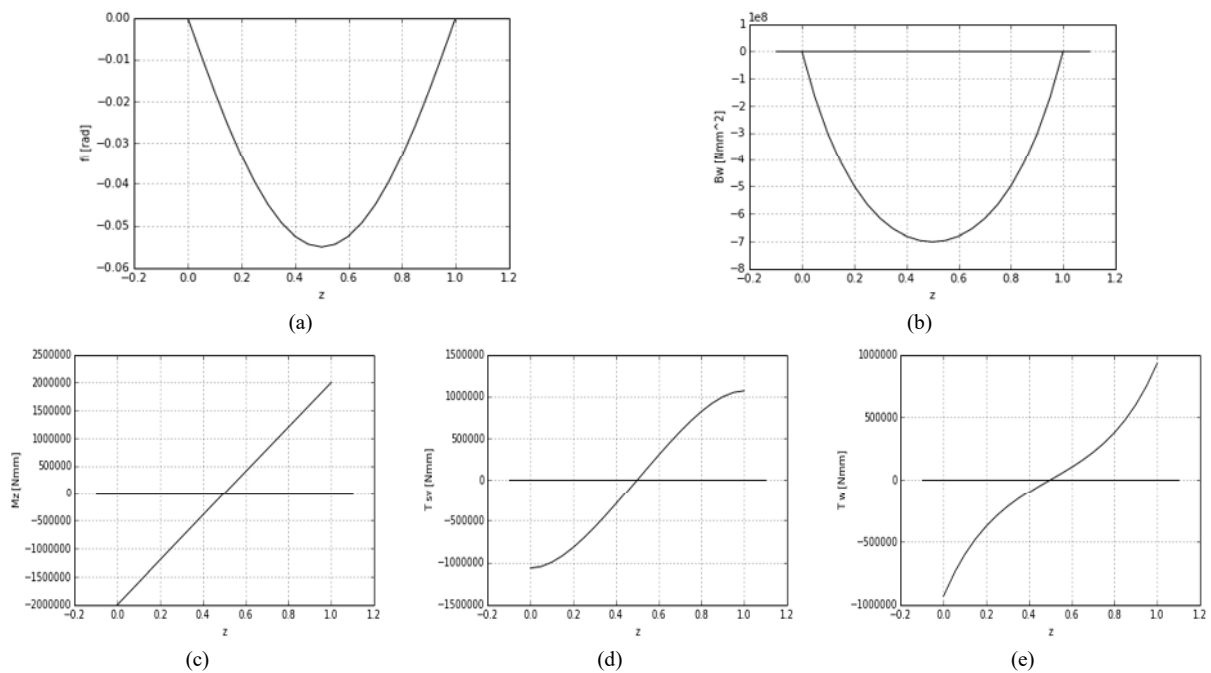 0.00
−0.01
−0.02
−0.03
−0.04
−0.05
−0.06
fi [rad]
−0.2 0.0 0.2 0.4 0.6 0.8 1.0 1.2
z
(a)
1e8
1
0
−1
−2
−3
−4
−5
−6
−7
−8
Bw [Nmm^2]
−0.2 0.0 0.2 0.4 0.6 0.8 1.0 1.2
z
(b)
2500000
2000000
1500000
1000000
500000
0
−500000
−1000000
−1500000
−2000000
Mz [Nmm]
−0.2 0.0 0.2 0.4 0.6 0.8 1.0 1.2
z
(c)
1500000
1000000
500000
0
−500000
−1000000
−1500000
T sv [Nmm]
−0.2 0.0 0.2 0.4 0.6 0.8 1.0 1.2
z
(d)
1000000
500000
0
−500000
−1000000
T w [Nmm]
−0.2 0.0 0.2 0.4 0.6 0.8 1.0 1.2
z
(e)